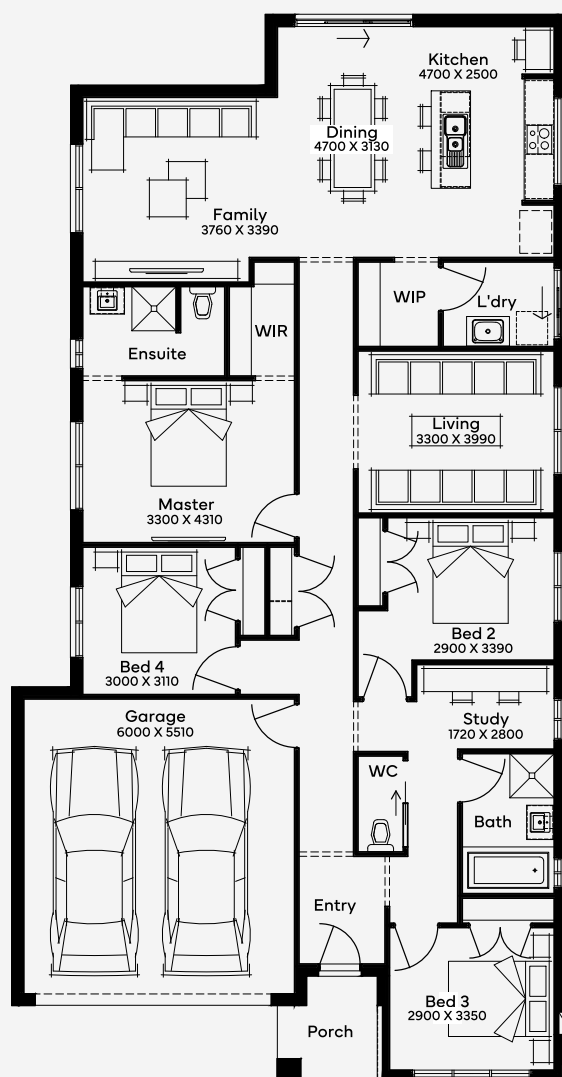 Kitchen
4700 X 2500
Dining
4700 X 3130
Family
3760 X 3390
WIP
L'dry
WIR
Ensuite
Living
3300 X 3990
Master
3300 X 4310
Bed 2
2900 X 3390
Bed 4
3000 X 3110
Garage
6000 X 5510
Study
1720 X 2800
WC
Bath
Entry
Bed 3
2900 X 3350
Porch